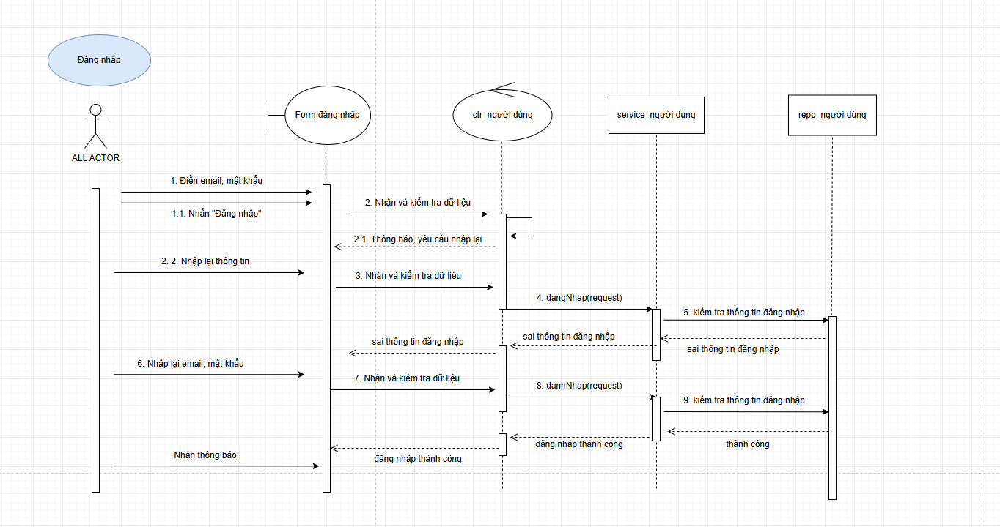 Đăng nhập
ALL ACTOR
Form đăng nhập
ctr_người dùng
service_người dùng
repo_người dùng
1. Điền email, mật khẩu
1.1. Nhấn "Đăng nhập"
2. Nhận và kiểm tra dữ liệu
2.1. Thông báo, yêu cầu nhập lại
2. 2. Nhập lại thông tin
3. Nhận và kiểm tra dữ liệu
4. dangNhap(request)
5. kiểm tra thông tin đăng nhập
sai thông tin đăng nhập
sai thông tin đăng nhập
sai thông tin đăng nhập
6. Nhập lại email, mật khẩu
7. Nhận và kiểm tra dữ liệu
8. danhNhap(request)
9. kiểm tra thông tin đăng nhập
thành công
đăng nhập thành công
đăng nhập thành công
Nhận thông báo